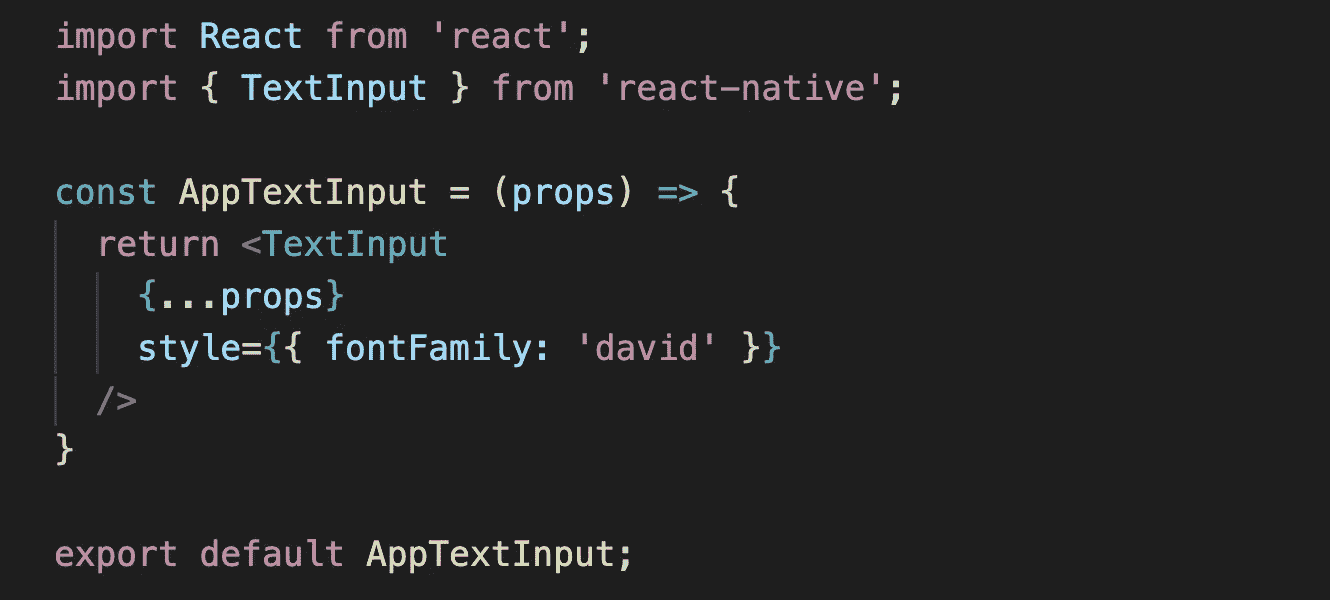 import React from 'react';
import { TextInput } from 'react-native';
const AppTextInput = (props) => {
return <TextInput
{...props}
style={{ fontFamily: 'david' }}
/>
}
export default AppTextInput;